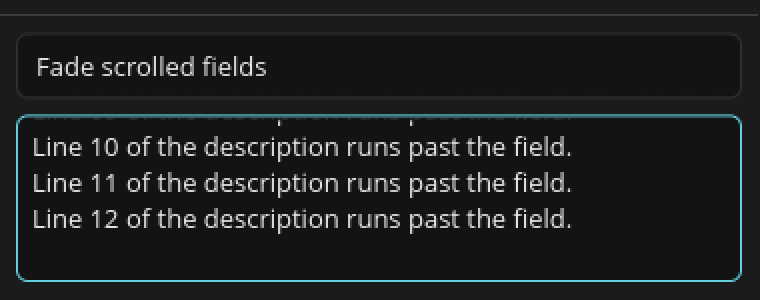 Fade scrolled fields
Line 10 of the description runs past the field.
Line 11 of the description runs past the field.
Line 12 of the description runs past the field.